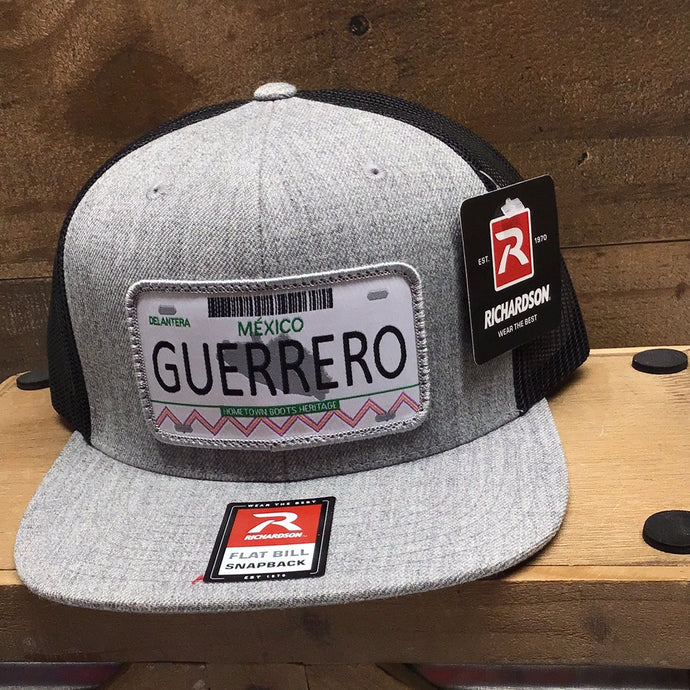 DELANTERA
MÉXICO
GUERRERO
HOMETOWN BOOTS HERITAGE
EST. R 1970
RICHARDSON
WEAR THE BEST
WEAR THE BEST
R
RICHARDSON
FLAT BILL
SNAPBACK
EST 1970